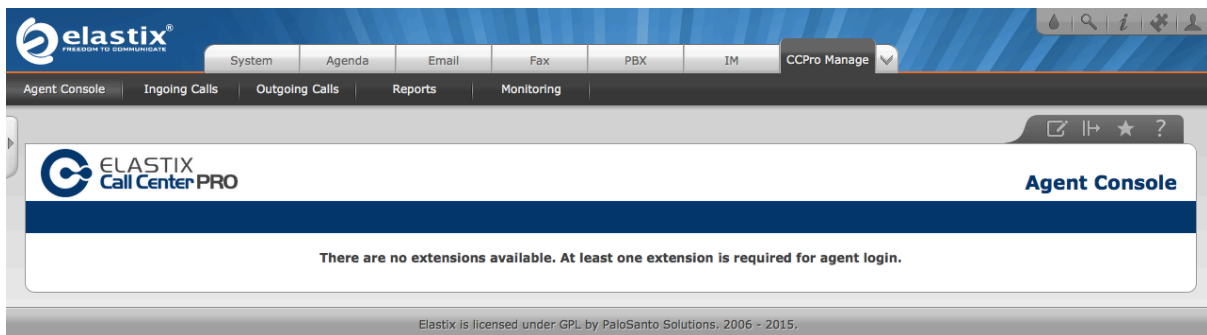 elastix®
FREEDOM TO COMMUNICATE
System Agenda Email Fax PBX IM CCPro Manage
Agent Console Ingoing Calls Outgoing Calls Reports Monitoring
ELASTIX
Call Center PRO
Agent Console
There are no extensions available. At least one extension is required for agent login.
Elastix is licensed under GPL by PaloSanto Solutions. 2006 - 2015.